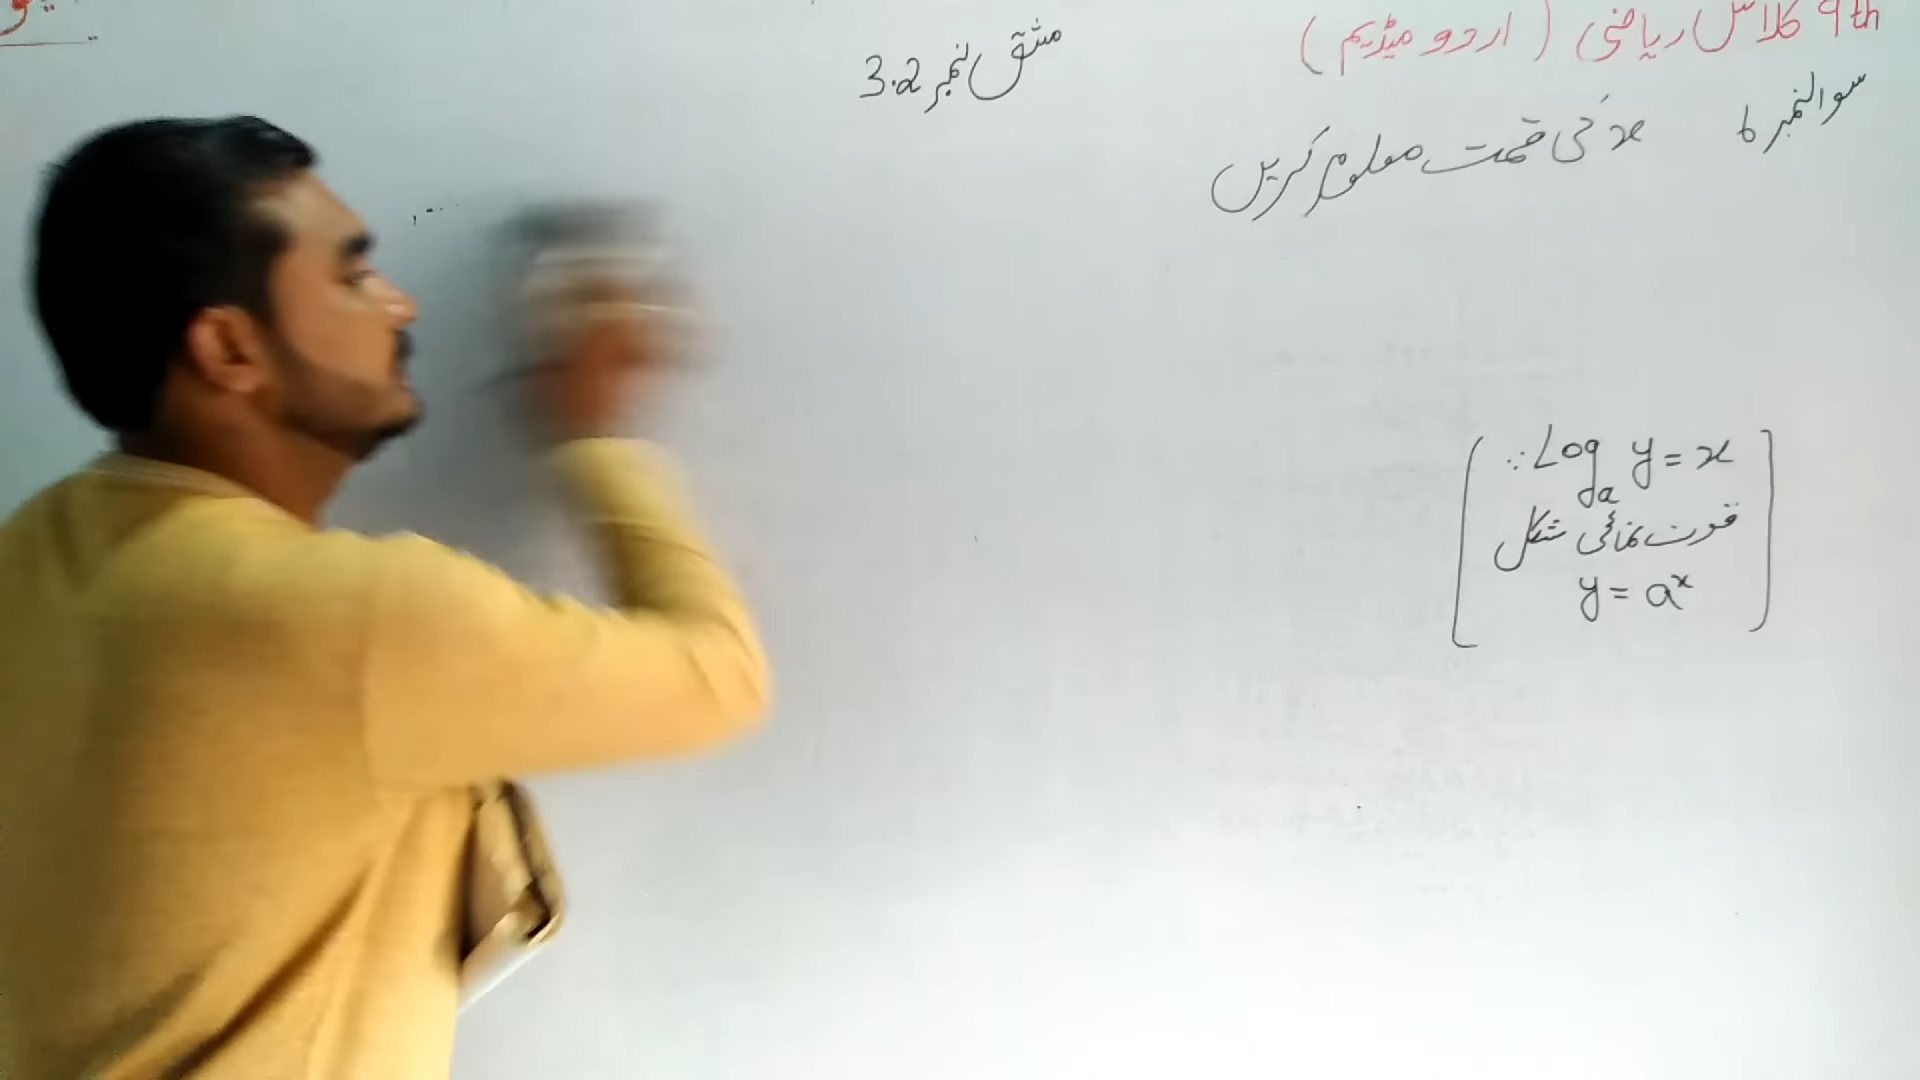 9th کلاس ریاضی (اردو میڈیم)
مشق نمبر 3.2
سوال نمبر 6 x کی قیمت معلوم کریں
∵ Log_a y = x
قوت نمائی شکل
y = a^x